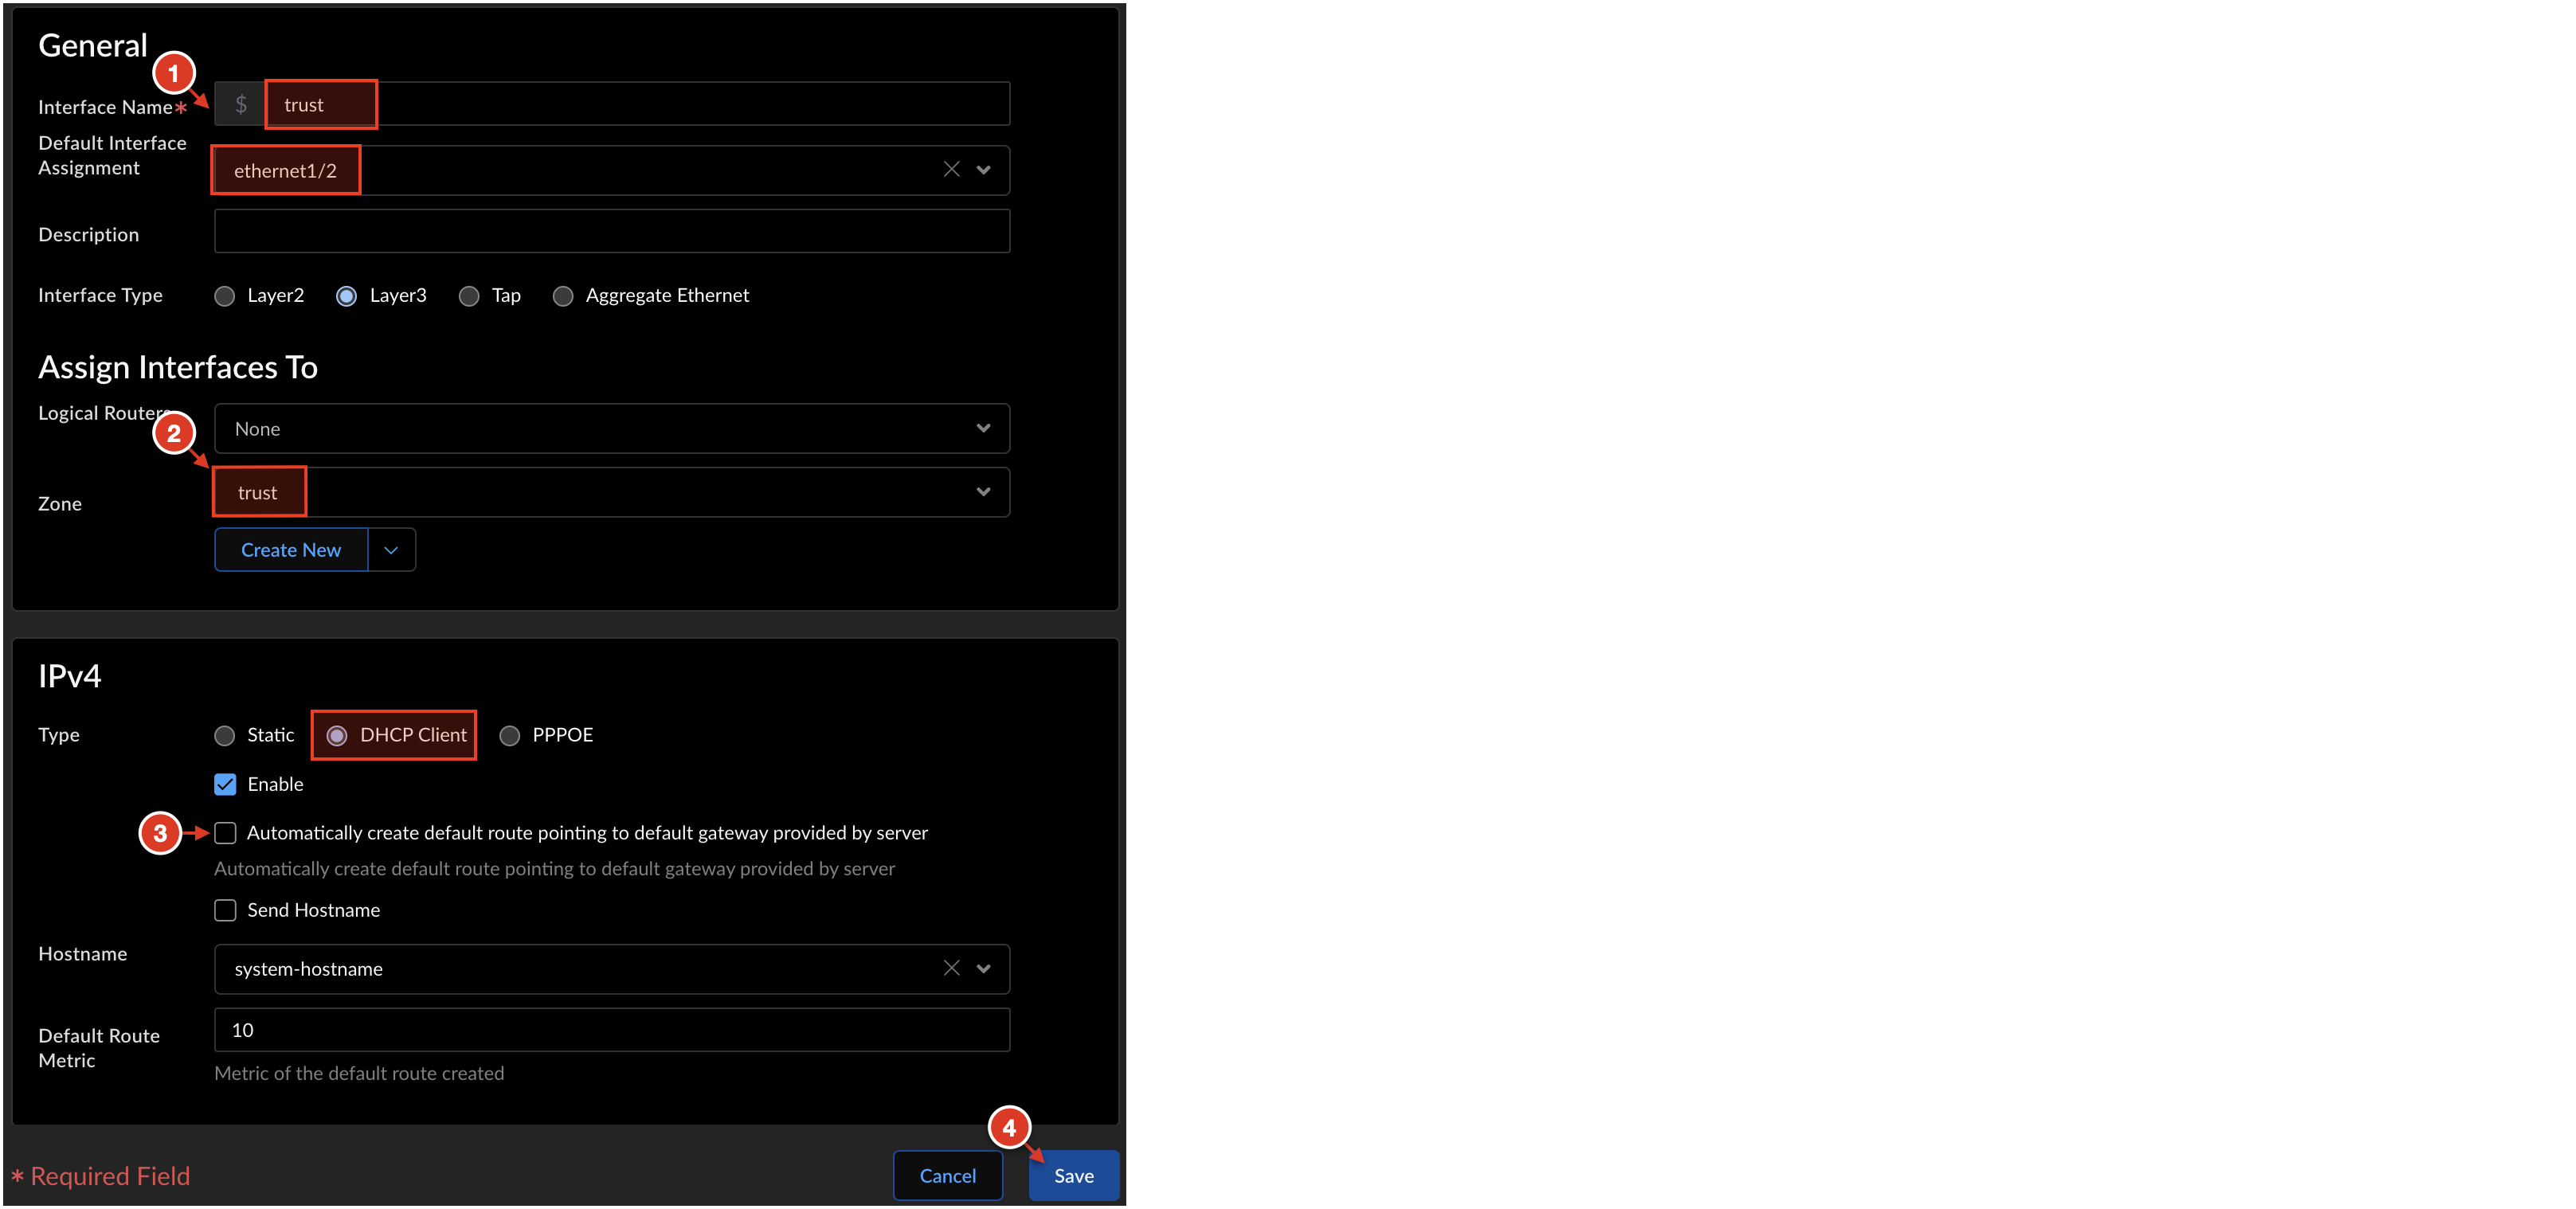 General
1
Interface Name* $ trust
Default Interface Assignment ethernet1/2
Description
Interface Type Layer2 Layer3 Tap Aggregate Ethernet
Assign Interfaces To
Logical Routers None
2
Zone trust
Create New
IPv4
Type Static DHCP Client PPPOE
Enable
3 Automatically create default route pointing to default gateway provided by server
Automatically create default route pointing to default gateway provided by server
Send Hostname
Hostname system-hostname
Default Route Metric 10
Metric of the default route created
4
* Required Field Cancel Save